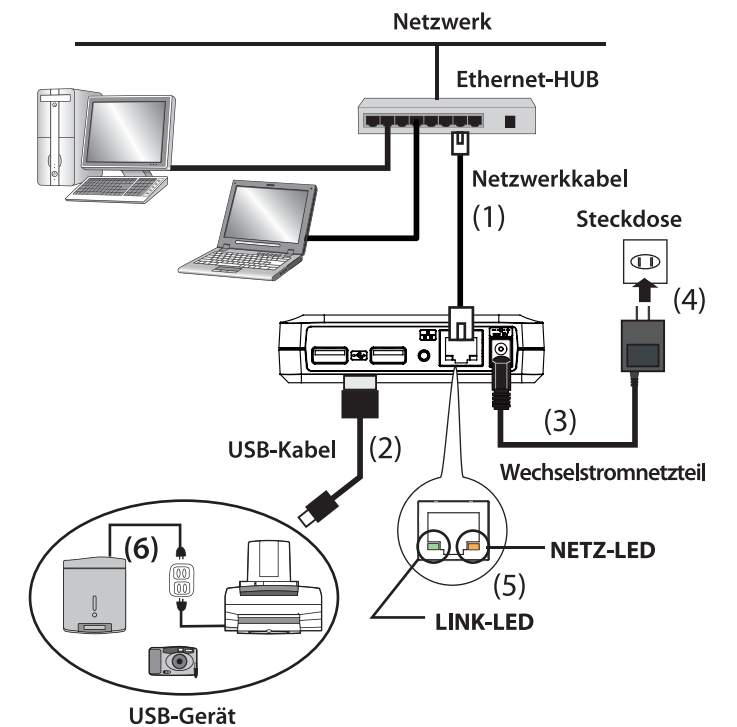 Netzwerk
Ethernet-HUB
Netzwerkkabel
(1)
Steckdose
(4)
(3)
USB-Kabel
(2)
Wechselstromnetzteil
(6)
NETZ-LED
(5)
LINK-LED
USB-Gerät